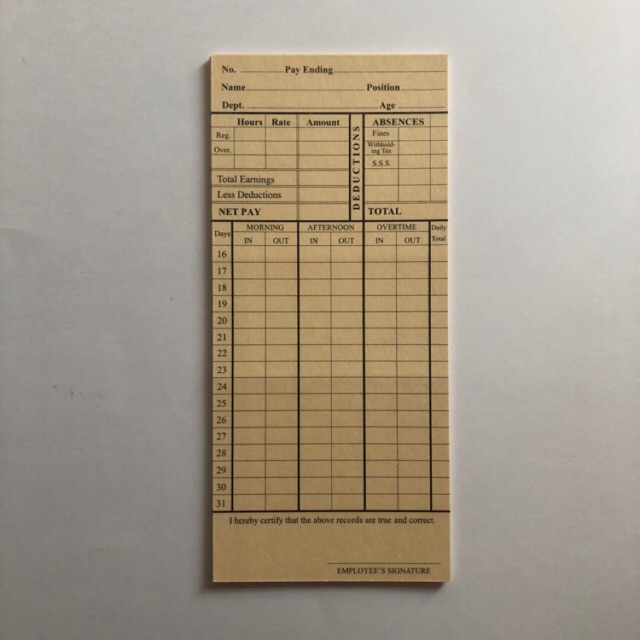 No. Pay Ending
Name Position
Dept. Age
Hours Rate Amount DEDUCTIONS ABSENCES
Reg. Fines
Over. Withhold-
ing Tax
S.S.S.
Total Earnings
Less Deductions
NET PAY TOTAL
Days MORNING AFTERNOON OVERTIME Daily
IN OUT IN OUT IN OUT Total
16
17
18
19
20
21
22
23
24
25
26
27
28
29
30
31
I hereby certify that the above records are true and correct.
EMPLOYEE'S SIGNATURE